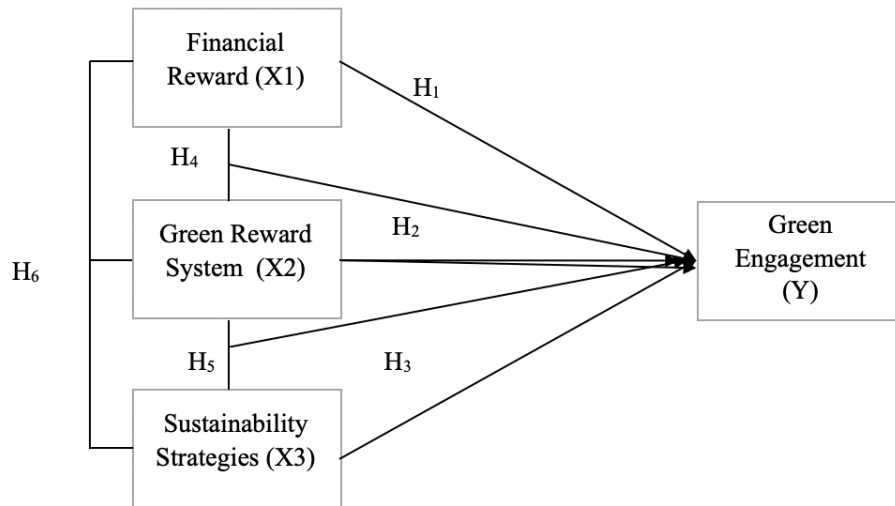 Financial
Reward (X1)
H₁
H₄
Green Reward
System (X2)
H₂
Green
Engagement
(Y)
H₆
H₅
H₃
Sustainability
Strategies (X3)